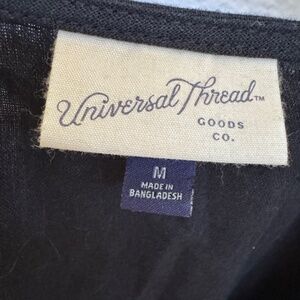 Universal Thread™
GOODS
CO.
M
MADE IN
BANGLADESH